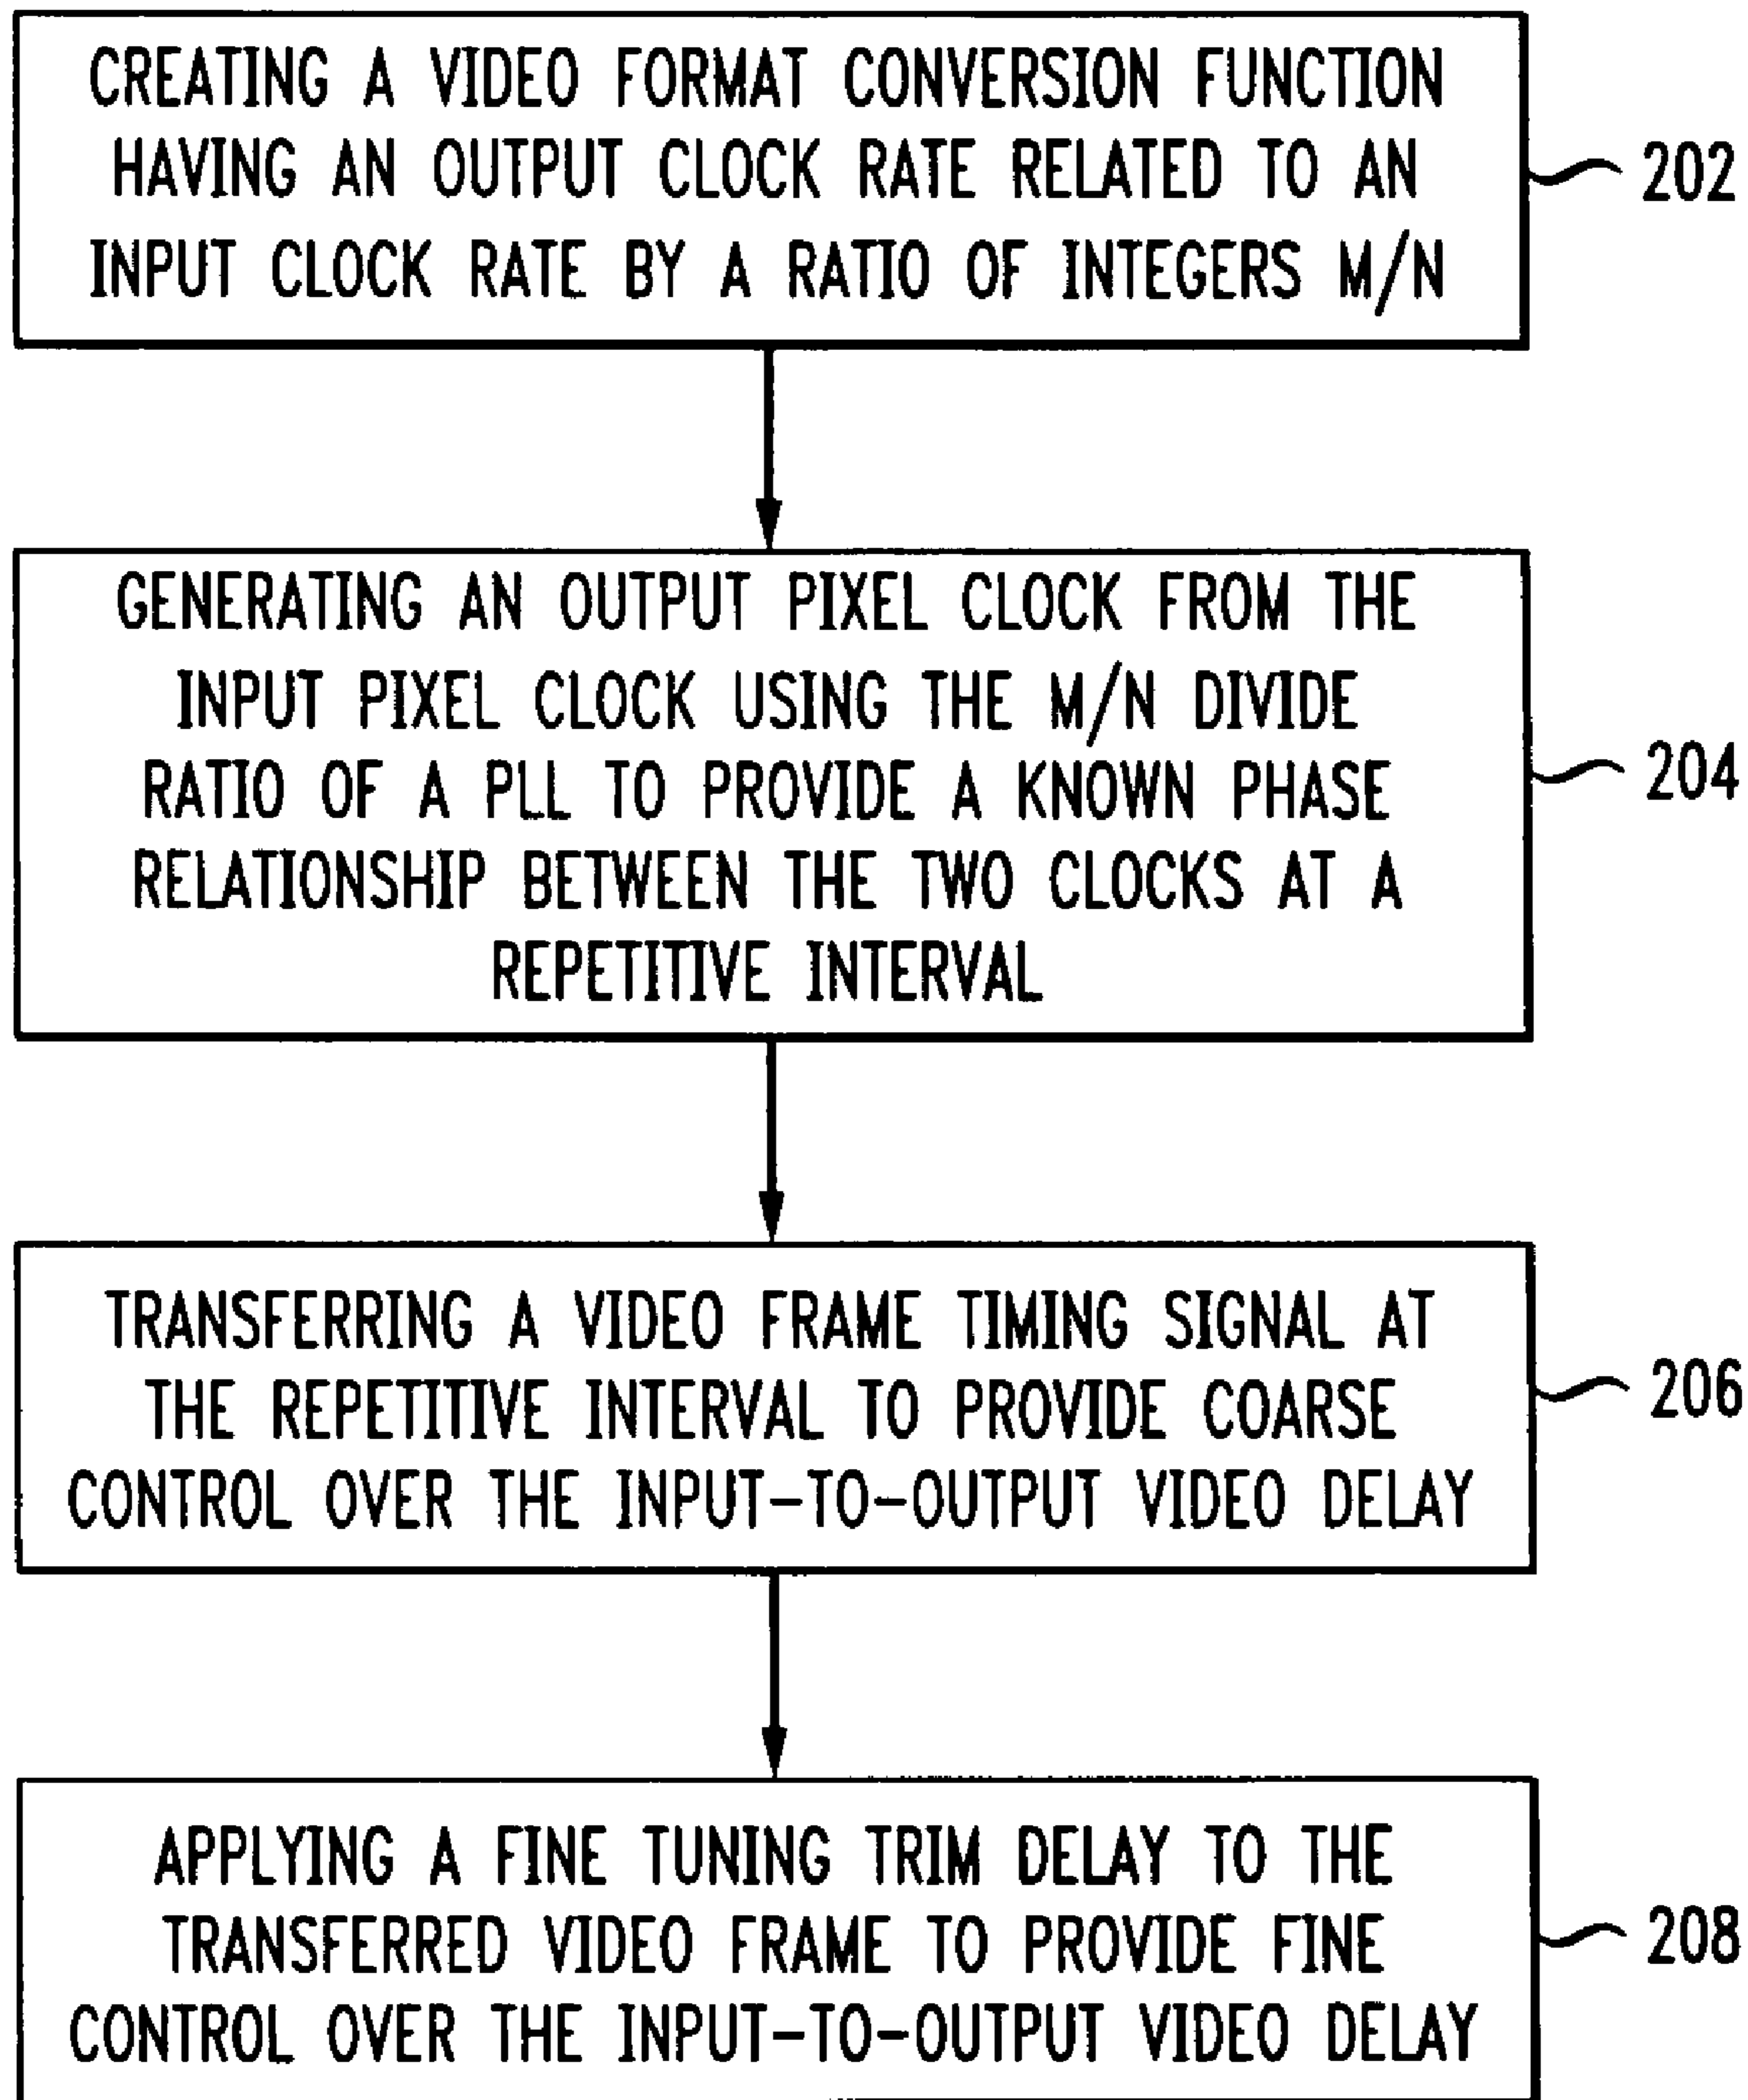 CREATING A VIDEO FORMAT CONVERSION FUNCTION
HAVING AN OUTPUT CLOCK RATE RELATED TO AN
INPUT CLOCK RATE BY A RATIO OF INTEGERS M/N
202
GENERATING AN OUTPUT PIXEL CLOCK FROM THE
INPUT PIXEL CLOCK USING THE M/N DIVIDE
RATIO OF A PLL TO PROVIDE A KNOWN PHASE
RELATIONSHIP BETWEEN THE TWO CLOCKS AT A
REPETITIVE INTERVAL
204
TRANSFERRING A VIDEO FRAME TIMING SIGNAL AT
THE REPETITIVE INTERVAL TO PROVIDE COARSE
CONTROL OVER THE INPUT-TO-OUTPUT VIDEO DELAY
206
APPLYING A FINE TUNING TRIM DELAY TO THE
TRANSFERRED VIDEO FRAME TO PROVIDE FINE
CONTROL OVER THE INPUT-TO-OUTPUT VIDEO DELAY
208